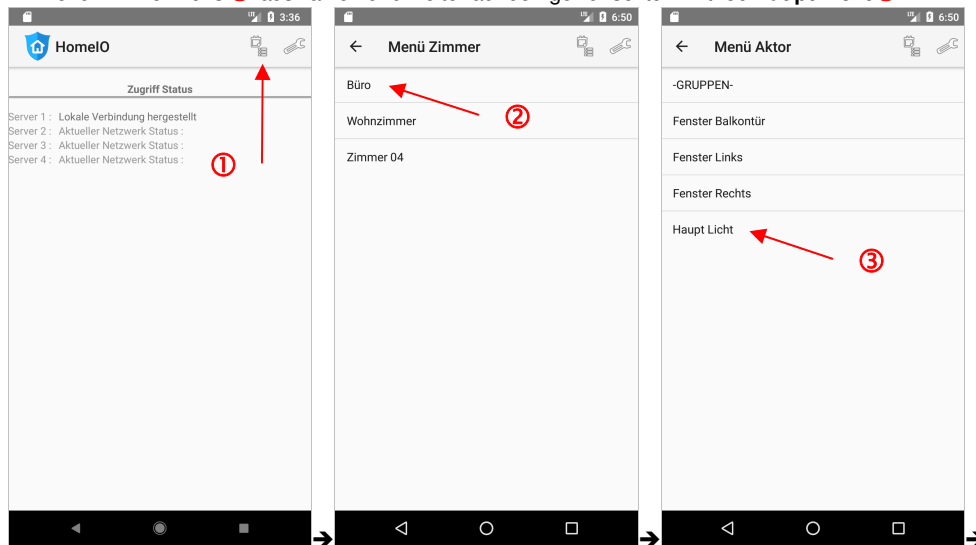 3:36
HomeIO
Zugriff Status
Server 1 : Lokale Verbindung hergestellt
Server 2 : Aktueller Netzwerk Status :
Server 3 : Aktueller Netzwerk Status :
Server 4 : Aktueller Netzwerk Status :
①
➔
6:50
← Menü Zimmer
Büro
②
Wohnzimmer
Zimmer 04
➔
6:50
← Menü Aktor
-GRUPPEN-
Fenster Balkontür
Fenster Links
Fenster Rechts
Haupt Licht
③